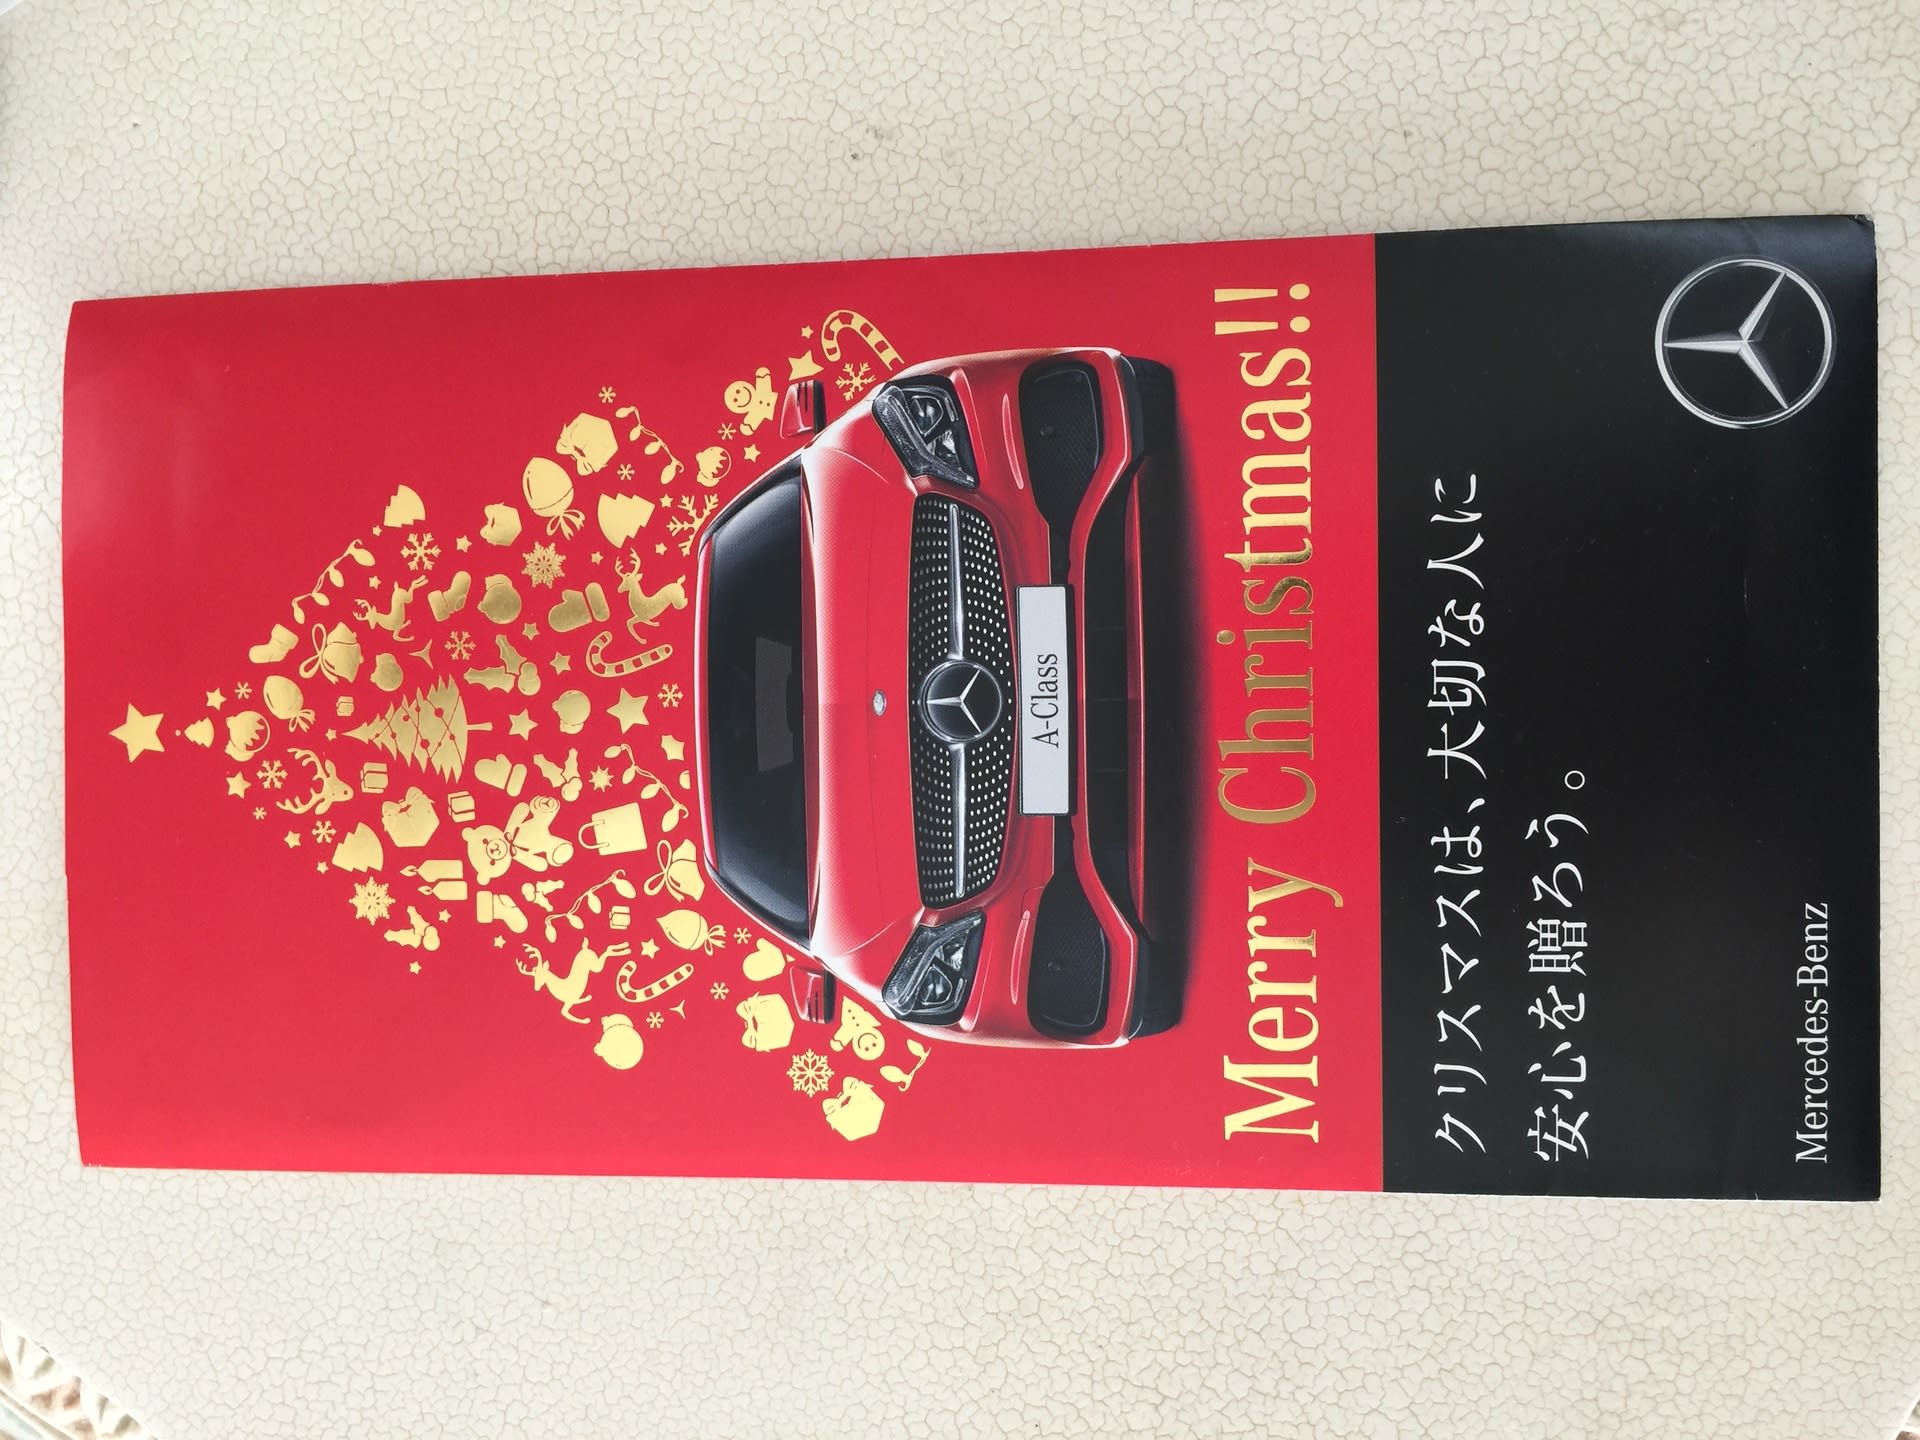 A-Class
Merry Christmas!!
クリスマスは、大切な人に
安心を贈ろう。
Mercedes-Benz